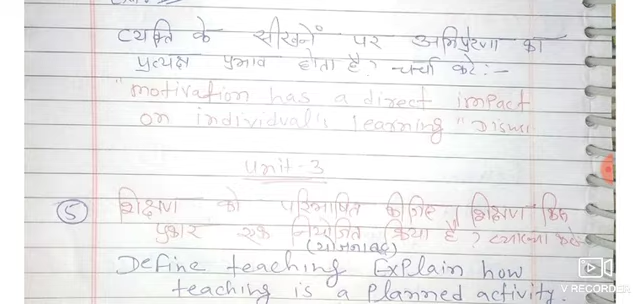 व्यक्ति के सीखने पर अभिप्रेरणा का
प्रत्यक्ष प्रभाव होता है? चर्चा करे:-
"motivation has a direct impact
on individual's learning" Discuss
Unit-3
(5) शिक्षण को परिभाषित कीजिए, शिक्षण किस
प्रकार एक नियोजित क्रिया है? व्याख्या करे
(योजनाबद्ध)
Define teaching Explain how
teaching is a planned activity
V RECORDER